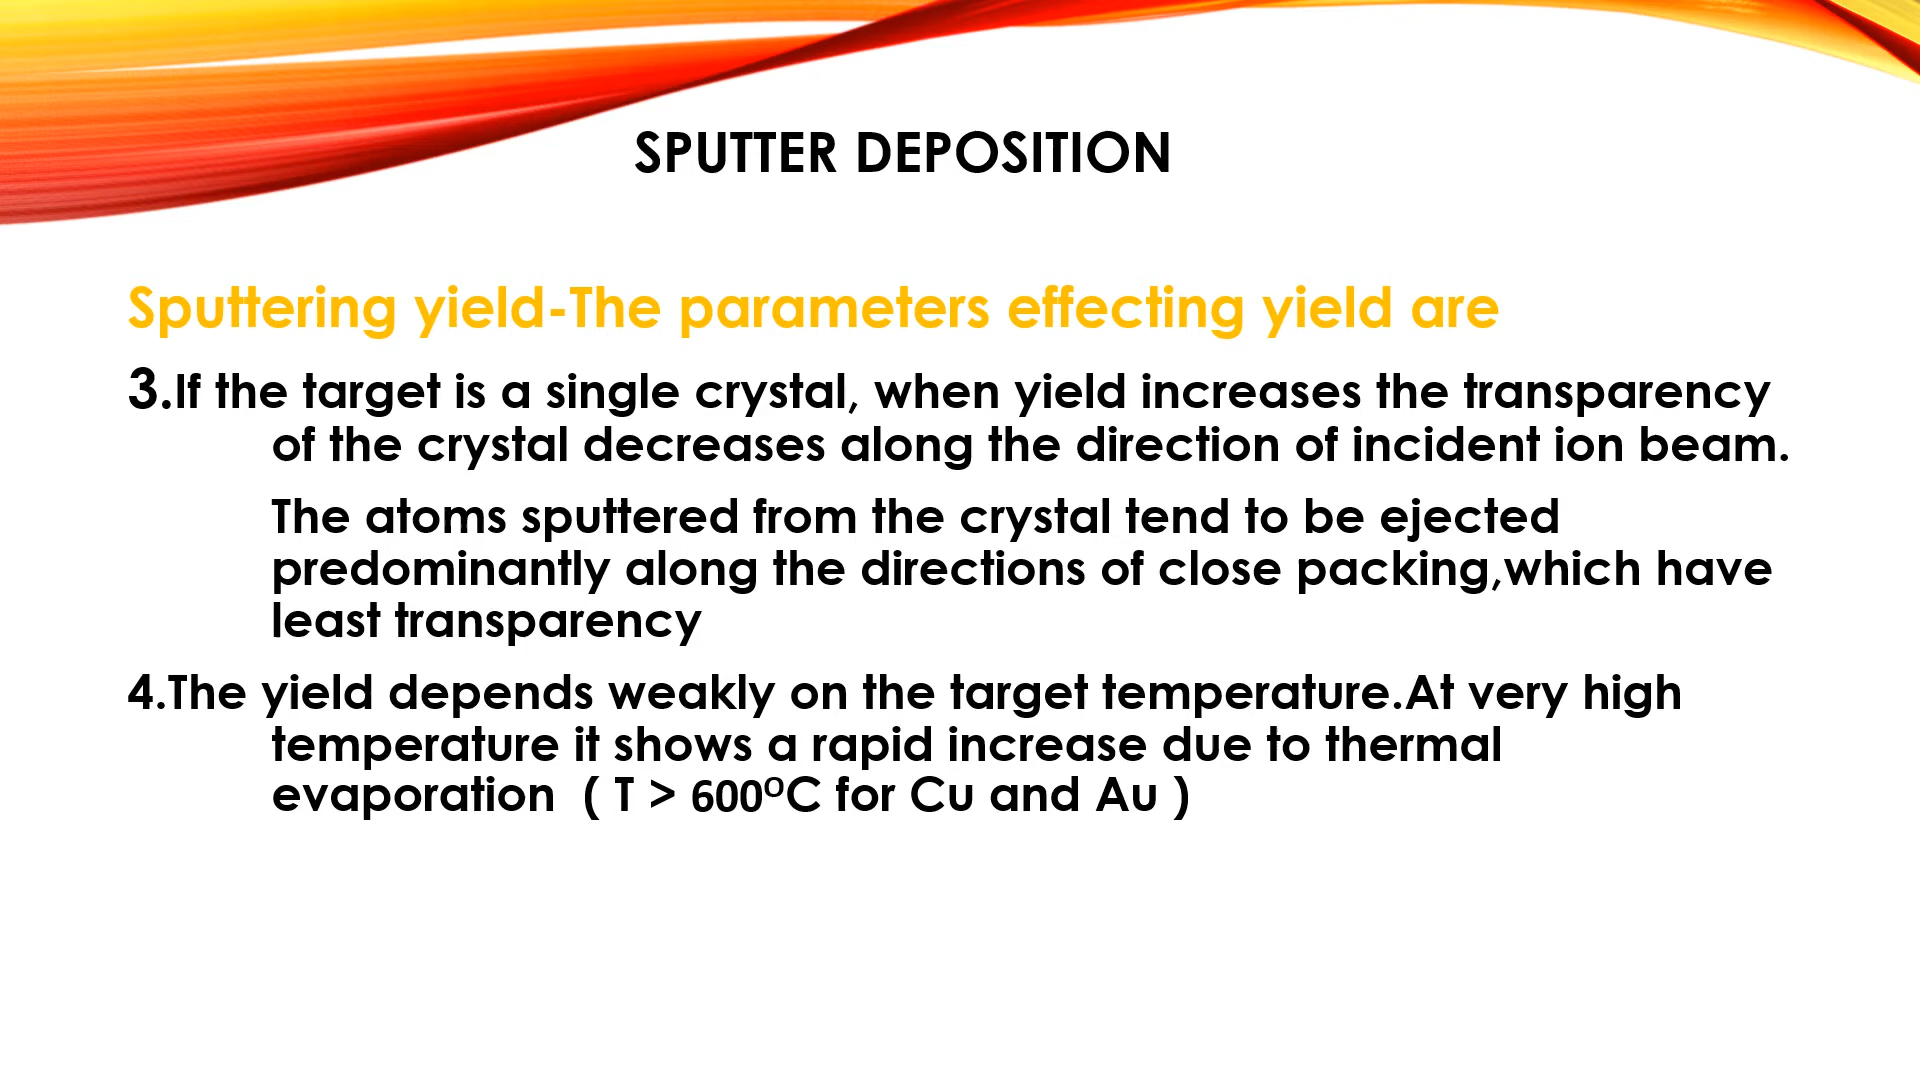 SPUTTER DEPOSITION
Sputtering yield-The parameters effecting yield are
3.If the target is a single crystal, when yield increases the transparency
of the crystal decreases along the direction of incident ion beam.
The atoms sputtered from the crystal tend to be ejected
predominantly along the directions of close packing,which have
least transparency
4.The yield depends weakly on the target temperature.At very high
temperature it shows a rapid increase due to thermal
evaporation  ( T > 600ᴼC for Cu and Au )